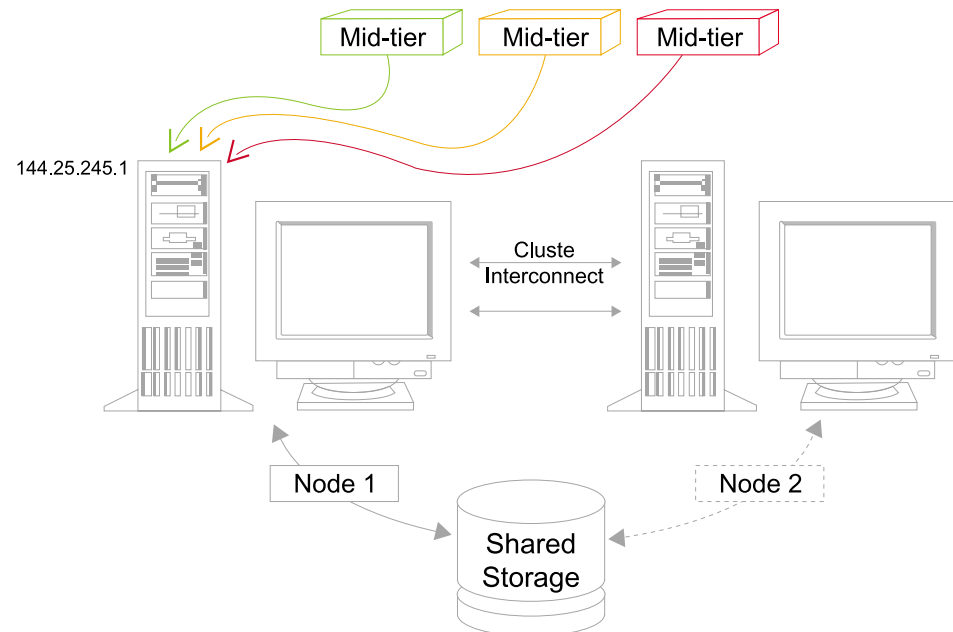 Mid-tier
Mid-tier
Mid-tier
144.25.245.1
Cluste
Interconnect
Node 1
Node 2
Shared
Storage